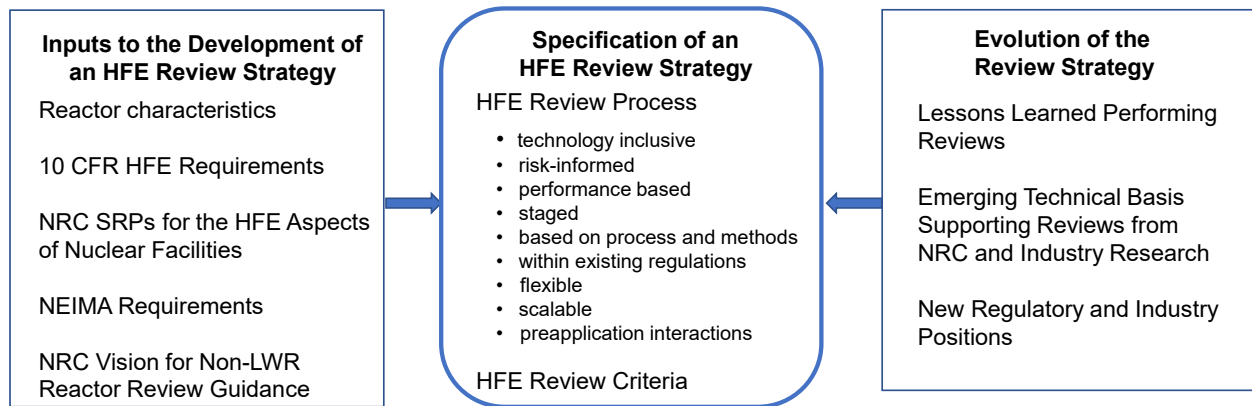 Inputs to the Development of
an HFE Review Strategy
Reactor characteristics
10 CFR HFE Requirements
NRC SRPs for the HFE Aspects
of Nuclear Facilities
NEIMA Requirements
NRC Vision for Non-LWR
Reactor Review Guidance
Specification of an
HFE Review Strategy
HFE Review Process
• technology inclusive
• risk-informed
• performance based
• staged
• based on process and methods
• within existing regulations
• flexible
• scalable
• preapplication interactions
HFE Review Criteria
Evolution of the
Review Strategy
Lessons Learned Performing
Reviews
Emerging Technical Basis
Supporting Reviews from
NRC and Industry Research
New Regulatory and Industry
Positions